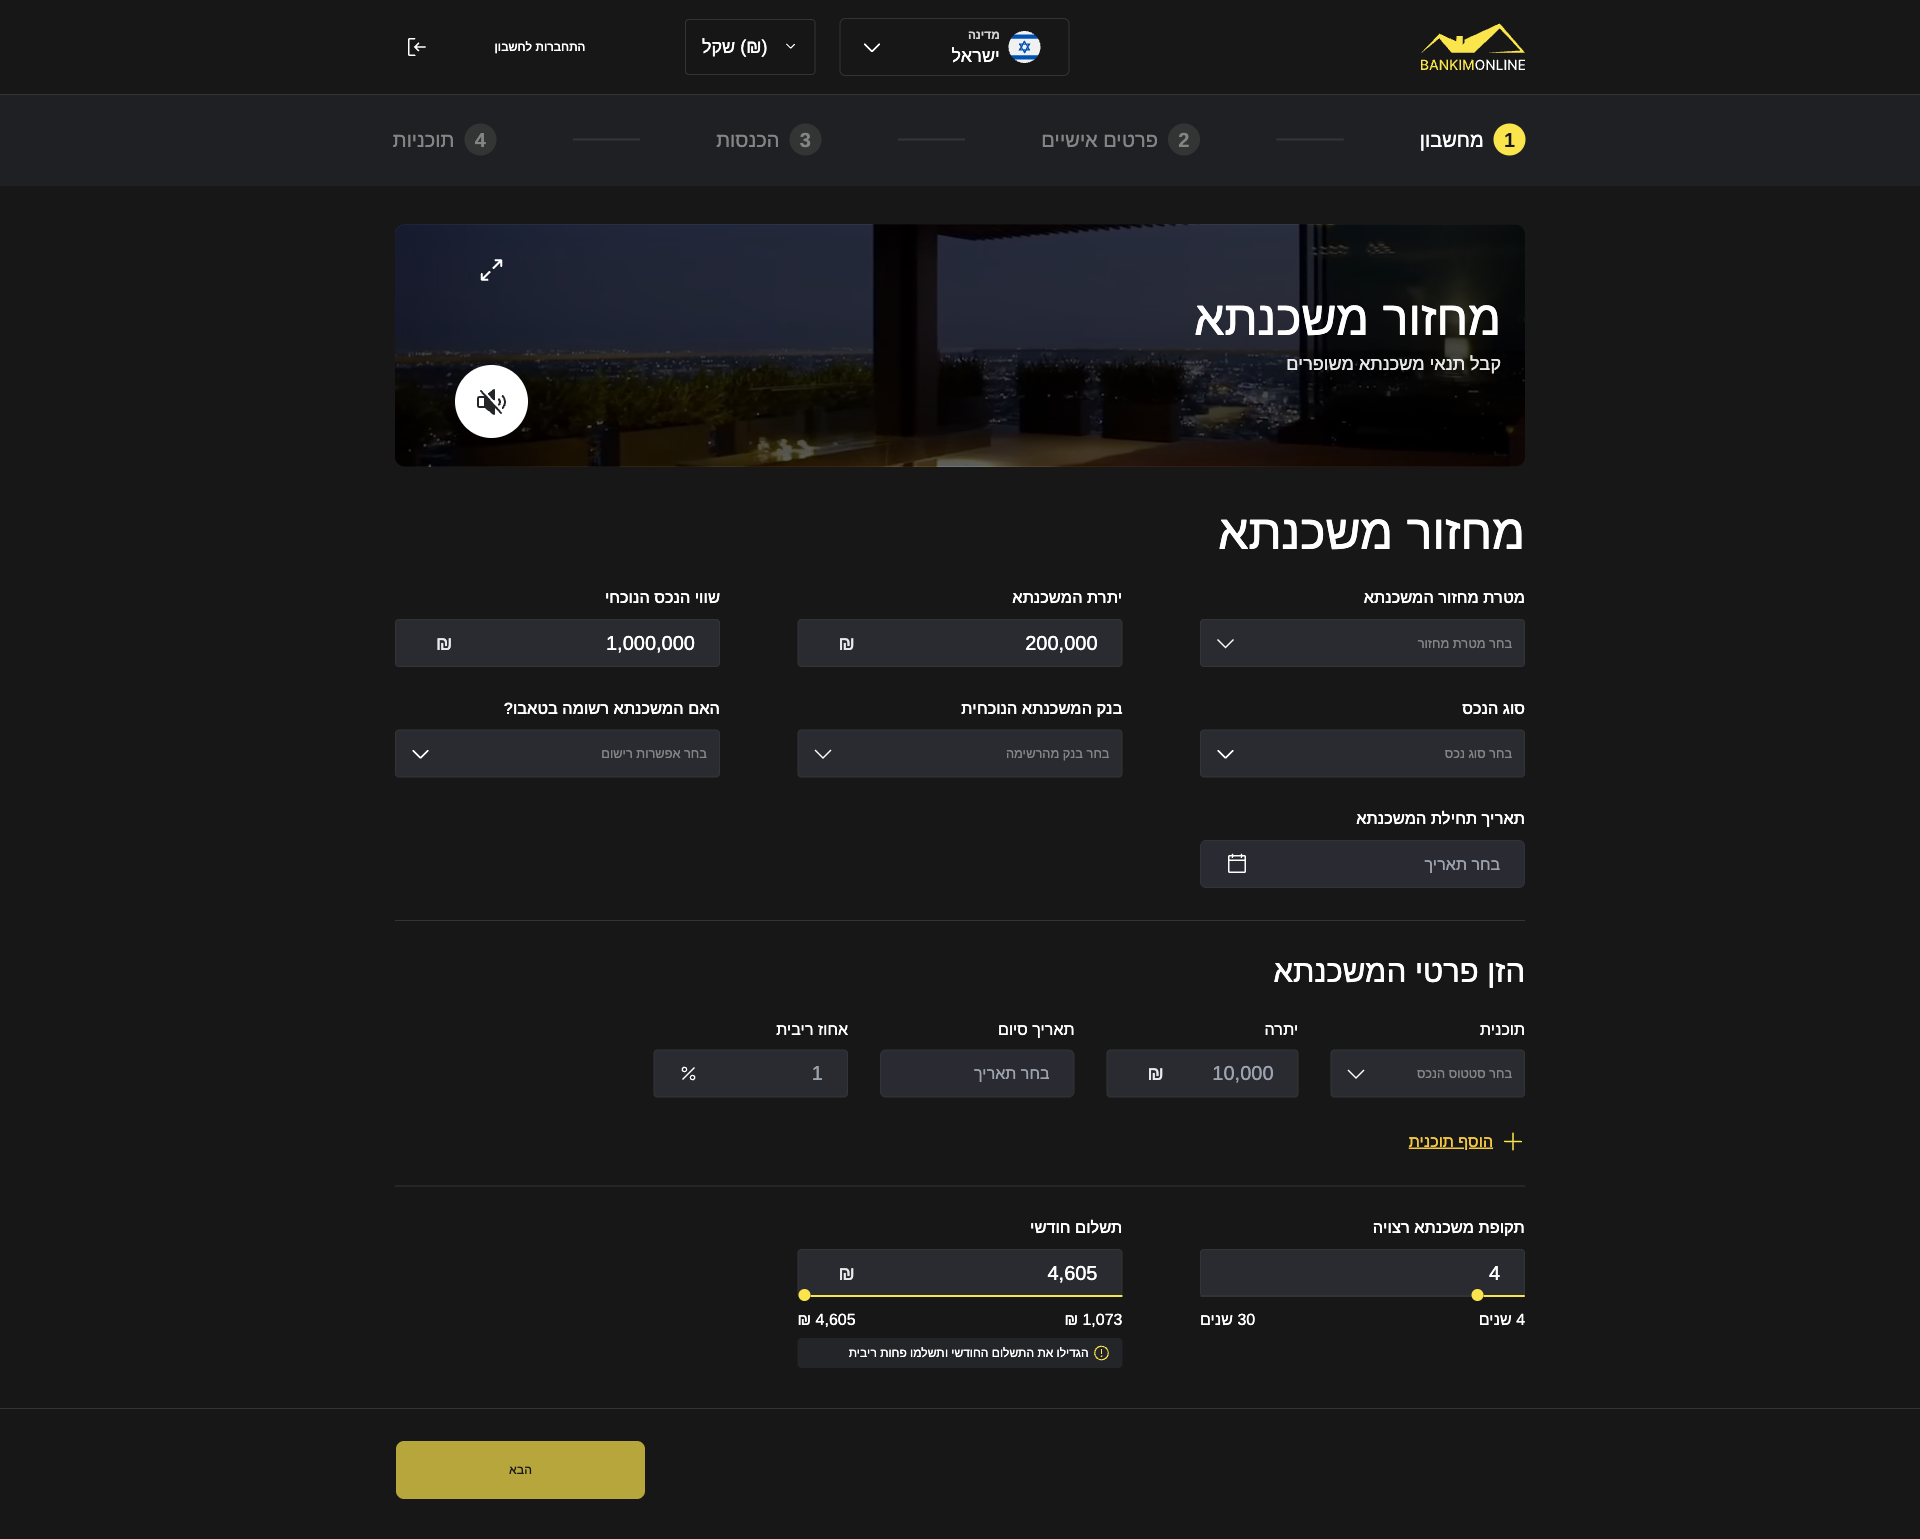 BANKIMONLINE
מדינה
ישראל
(₪) שקל
התחברות לחשבון
1 מחשבון
2 פרטים אישיים
3 הכנסות
4 תוכניות
מחזור משכנתא
קבל תנאי משכנתא משופרים
מחזור משכנתא
מטרת מחזור המשכנתא
יתרת המשכנתא
שווי הנכס הנוכחי
בחר מטרת מחזור
200,000 ₪
1,000,000 ₪
סוג הנכס
בנק המשכנתא הנוכחית
האם המשכנתא רשומה בטאבו?
בחר סוג נכס
בחר בנק מהרשימה
בחר אפשרות רישום
תאריך תחילת המשכנתא
בחר תאריך
הזן פרטי המשכנתא
תוכנית
יתרה
תאריך סיום
אחוז ריבית
בחר סטטוס הנכס
10,000 ₪
בחר תאריך
1 %
הוסף תוכנית
תקופת משכנתא רצויה
תשלום חודשי
4
4,605 ₪
4 שנים
30 שנים
1,073 ₪
4,605 ₪
הגדילו את התשלום החודשי ותשלמו פחות ריבית
הבא